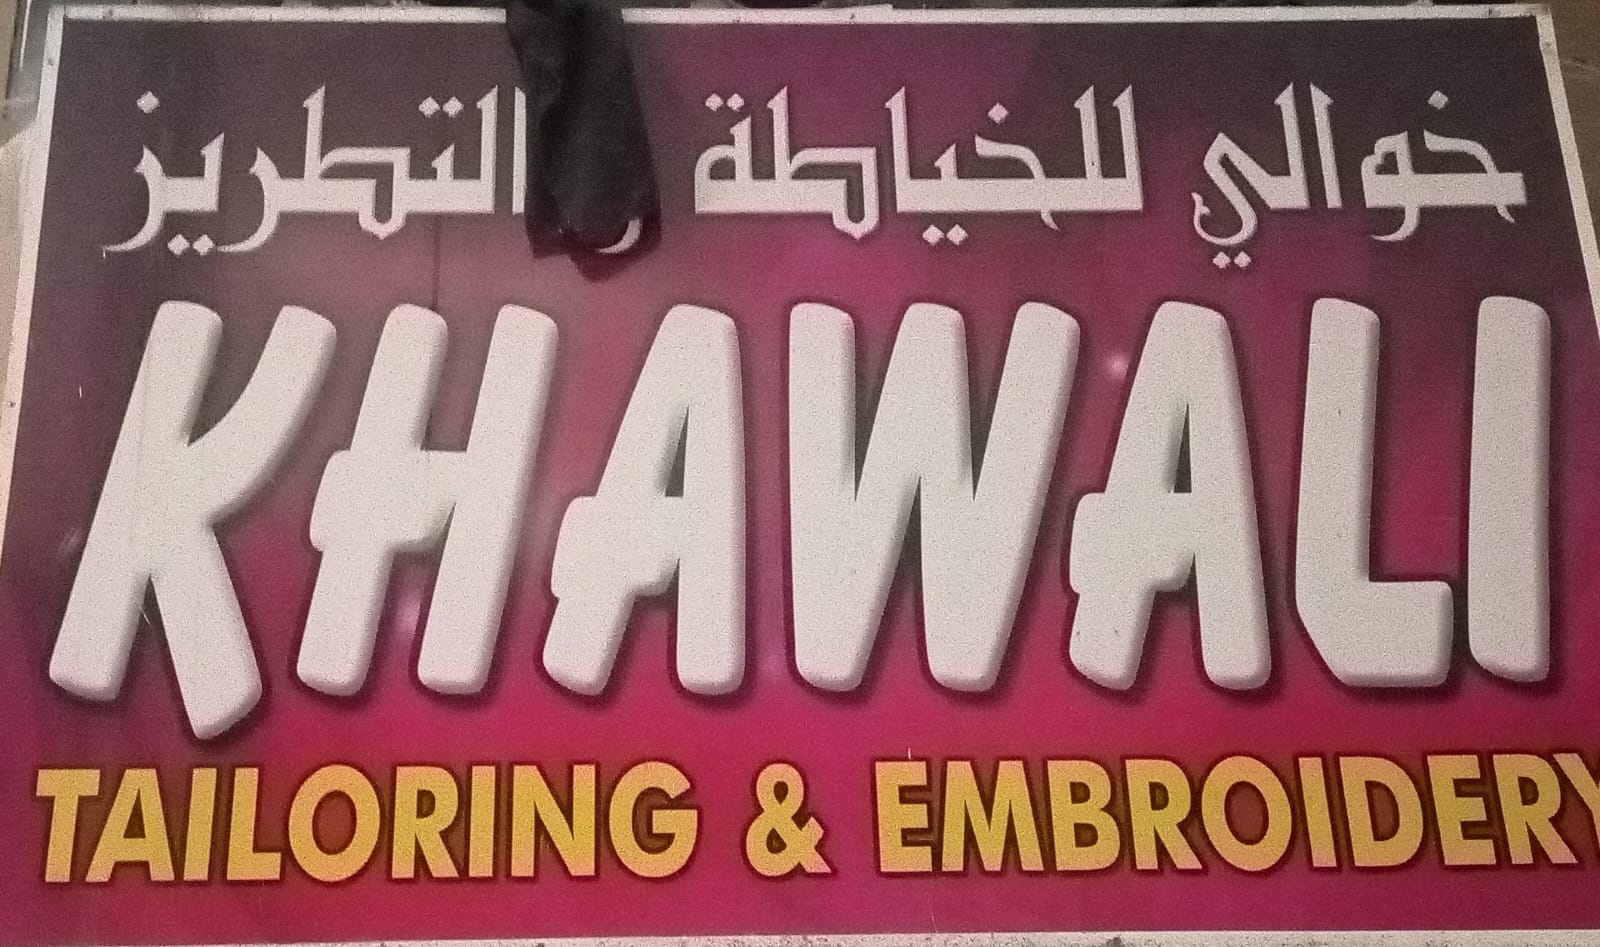 خوالي للخياطة و التطريز
KHAWALI
TAILORING & EMBROIDERY